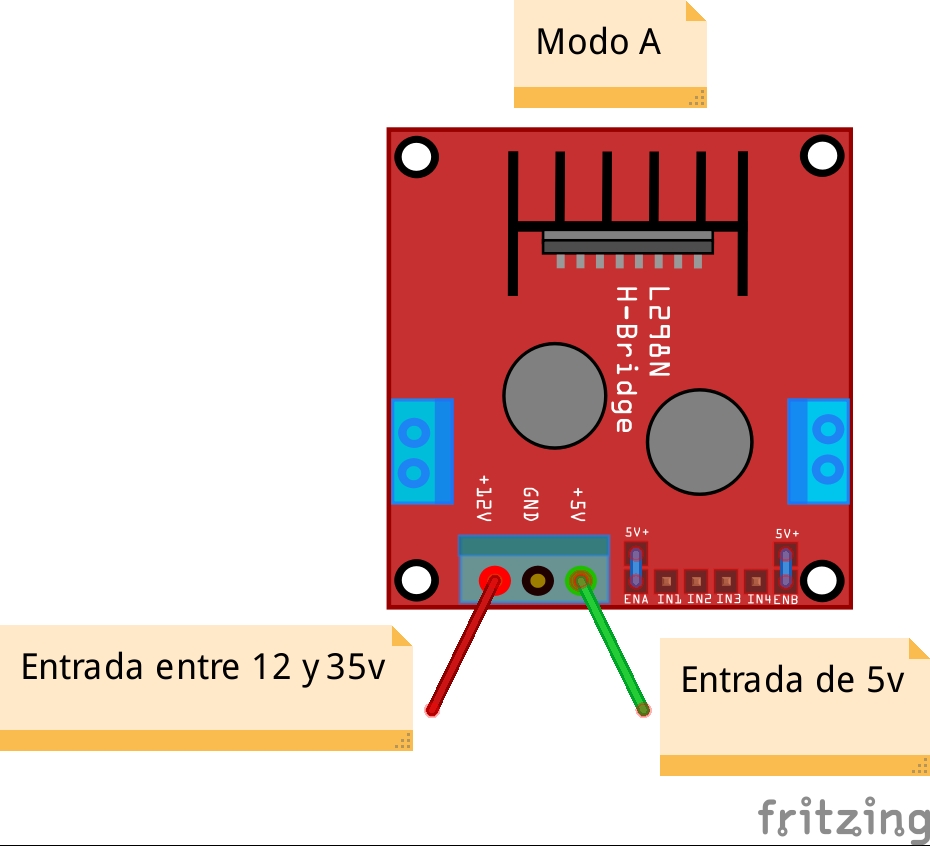 Modo A
L298N
H-Bridge
+12V
GND
+5V
5V+
5V+
ENA
IN1
IN2
IN3
IN4
ENB
Entrada entre 12 y 35v
Entrada de 5v
fritzing